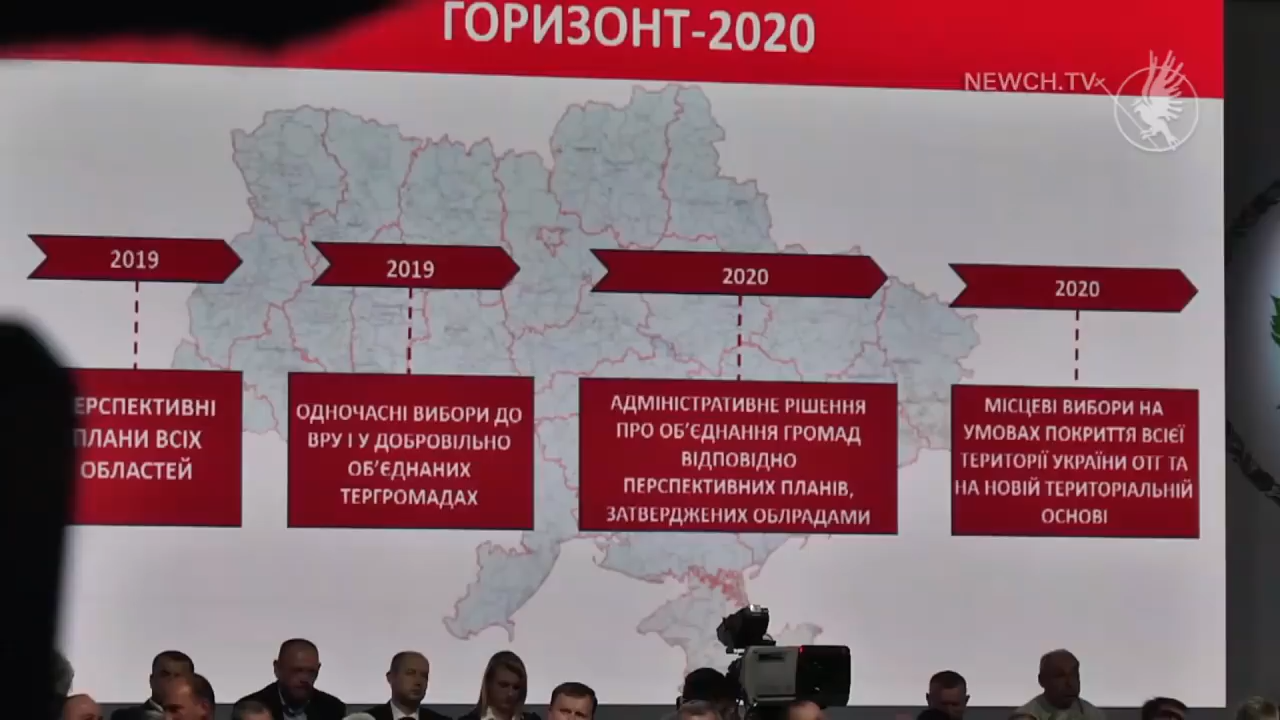 ГОРИЗОНТ-2020
NEWCH.TV
2019
2019
2020
2020
ПЛАНИ ВСІХ
ОБЛАСТЕЙ
ОДНОЧАСНІ ВИБОРИ ДО
ВРУ І У ДОБРОВІЛЬНО
ОБ’ЄДНАНИХ
ТЕРГРОМАДАХ
АДМІНІСТРАТИВНЕ РІШЕННЯ
ПРО ОБ’ЄДНАННЯ ГРОМАД
ВІДПОВІДНО
ПЕРСПЕКТИВНИХ ПЛАНІВ,
ЗАТВЕРДЖЕНИХ ОБЛРАДАМИ
МІСЦЕВІ ВИБОРИ НА
УМОВАХ ПОКРИТТЯ ВСІЄЇ
ТЕРИТОРІЇ УКРАЇНИ ОТГ ТА
НА НОВІЙ ТЕРИТОРІАЛЬНІЙ
ОСНОВІ